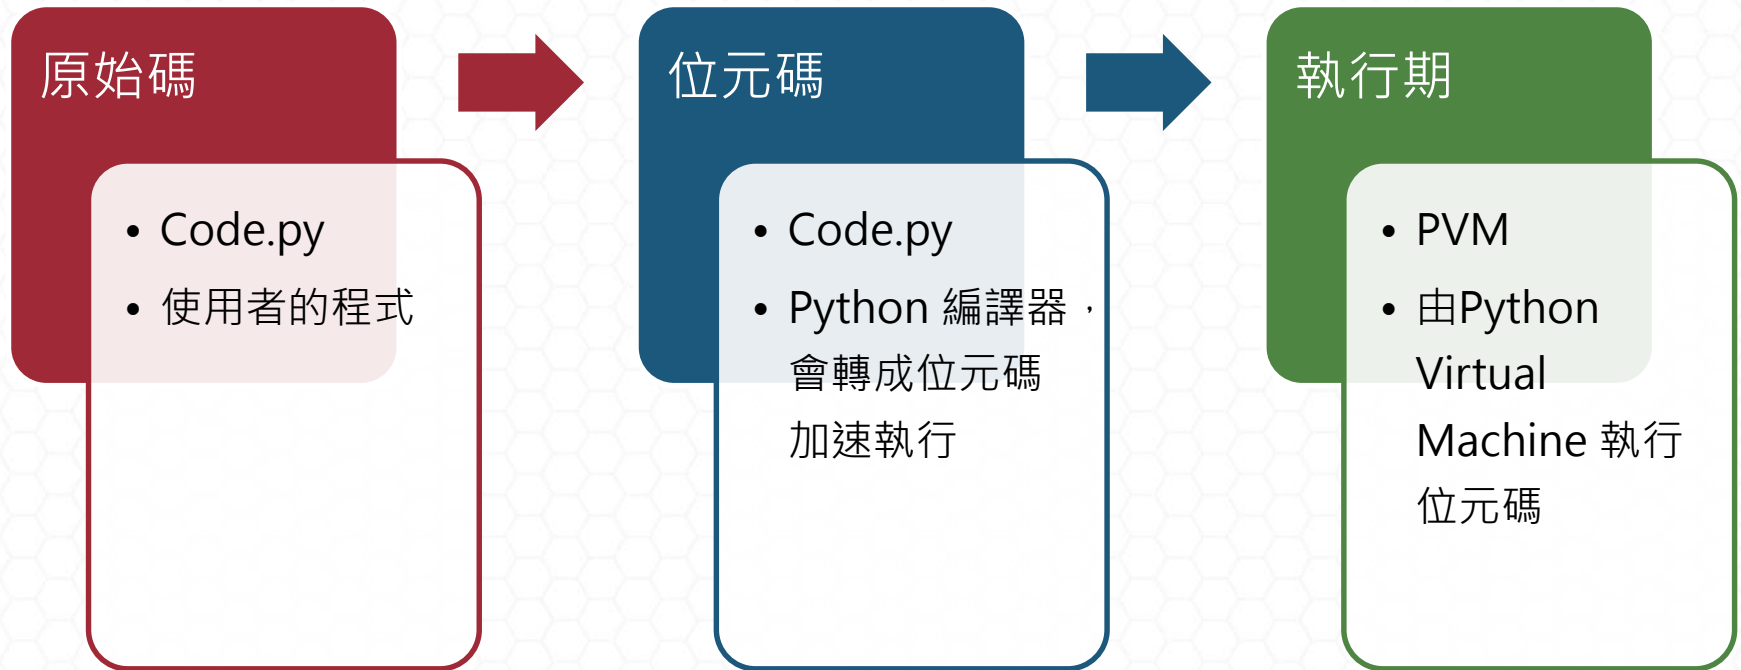 原始碼
• Code.py
• 使用者的程式
位元碼
• Code.py
• Python 編譯器，
會轉成位元碼
加速執行
執行期
• PVM
• 由Python
Virtual
Machine 執行
位元碼